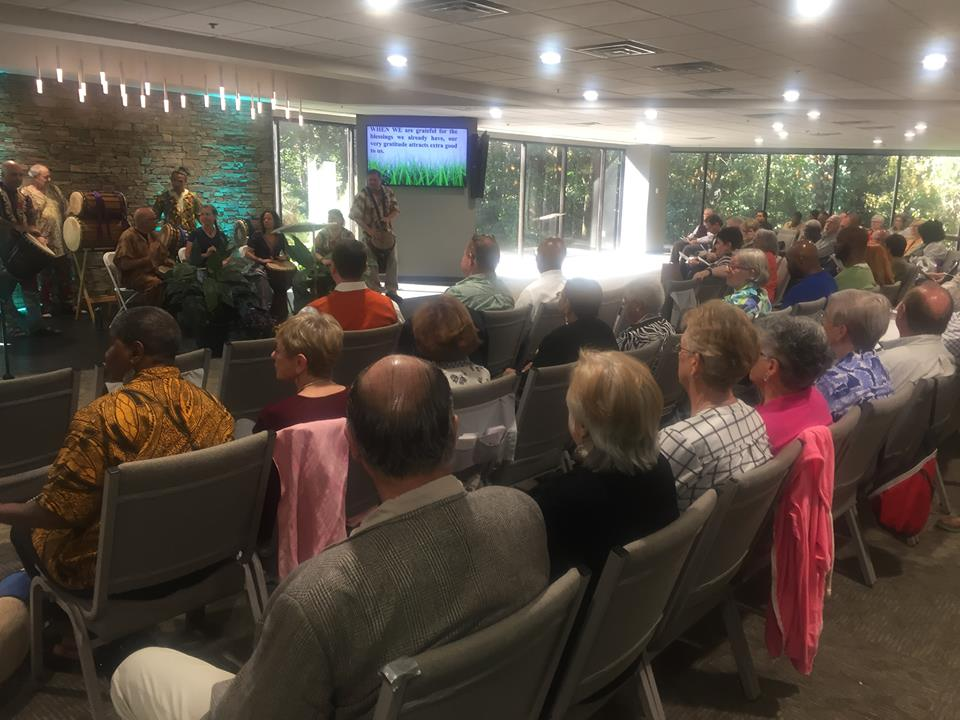 WHEN WE are grateful for the
blessings we already have, our
very gratitude attracts extra good
to us.